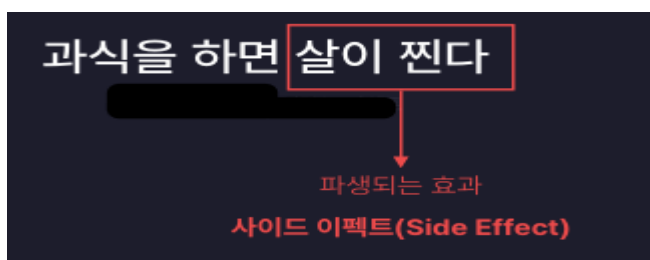 과식을 하면 살이 찐다
파생되는 효과
사이드 이펙트(Side Effect)